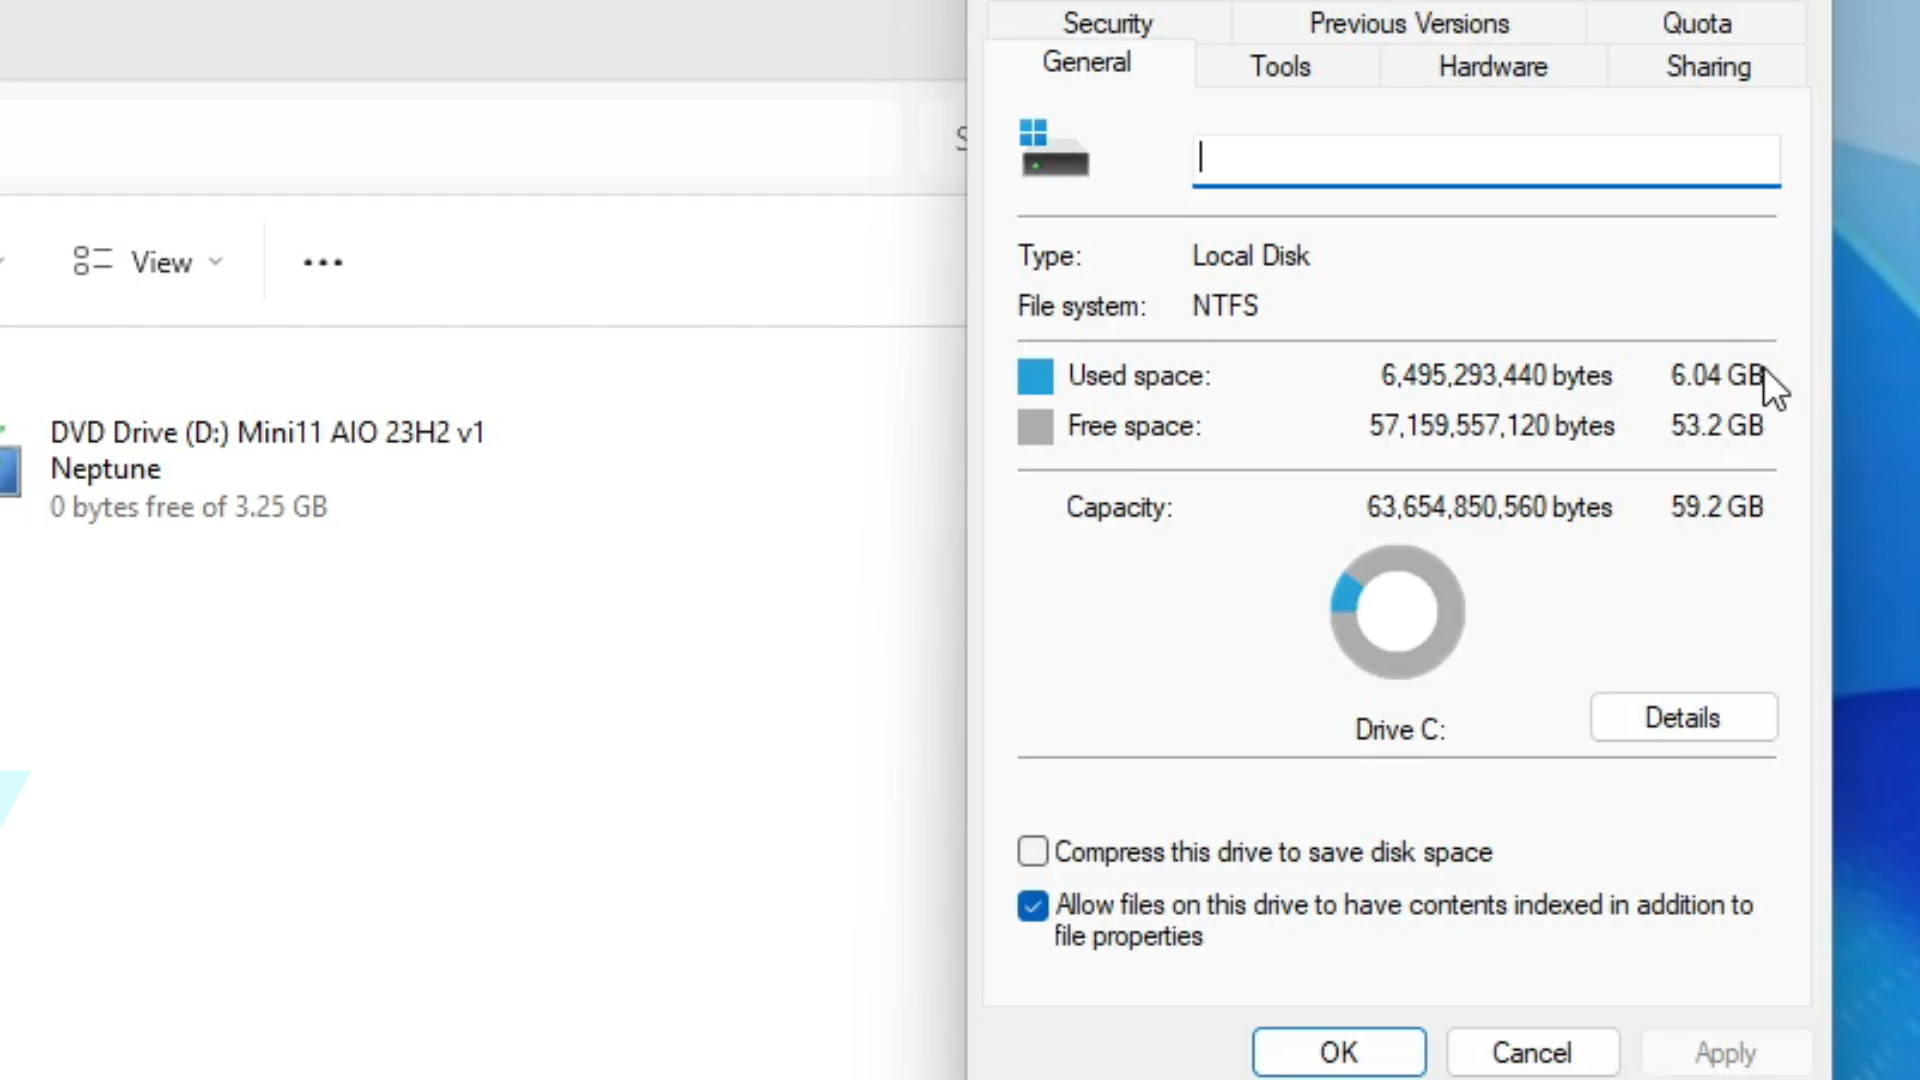 Security Previous Versions Quota
General Tools Hardware Sharing
View
Type: Local Disk
File system: NTFS
Used space: 6,495,293,440 bytes 6.04 GB
Free space: 57,159,557,120 bytes 53.2 GB
DVD Drive (D:) Mini11 AIO 23H2 v1
Neptune
0 bytes free of 3.25 GB
Capacity: 63,654,850,560 bytes 59.2 GB
Drive C:
Details
Compress this drive to save disk space
Allow files on this drive to have contents indexed in addition to
file properties
OK Cancel Apply